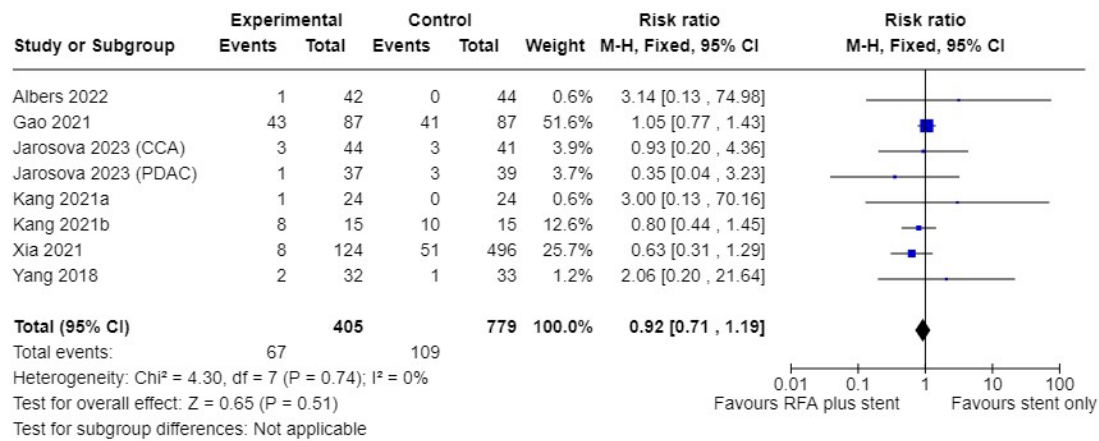 Experimental Control Risk ratio Risk ratio
Study or Subgroup Events Total Events Total Weight M-H, Fixed, 95% CI M-H, Fixed, 95% CI
Albers 2022 1 42 0 44 0.6% 3.14 [0.13 , 74.98]
Gao 2021 43 87 41 87 51.6% 1.05 [0.77 , 1.43]
Jarosova 2023 (CCA) 3 44 3 41 3.9% 0.93 [0.20 , 4.36]
Jarosova 2023 (PDAC) 1 37 3 39 3.7% 0.35 [0.04 , 3.23]
Kang 2021a 1 24 0 24 0.6% 3.00 [0.13 , 70.16]
Kang 2021b 8 15 10 15 12.6% 0.80 [0.44 , 1.45]
Xia 2021 8 124 51 496 25.7% 0.63 [0.31 , 1.29]
Yang 2018 2 32 1 33 1.2% 2.06 [0.20 , 21.64]
Total (95% CI) 405 779 100.0% 0.92 [0.71 , 1.19]
Total events: 67 109
Heterogeneity: Chi² = 4.30, df = 7 (P = 0.74); I² = 0%
0.01 0.1 1 10 100
Test for overall effect: Z = 0.65 (P = 0.51)
Favours RFA plus stent Favours stent only
Test for subgroup differences: Not applicable